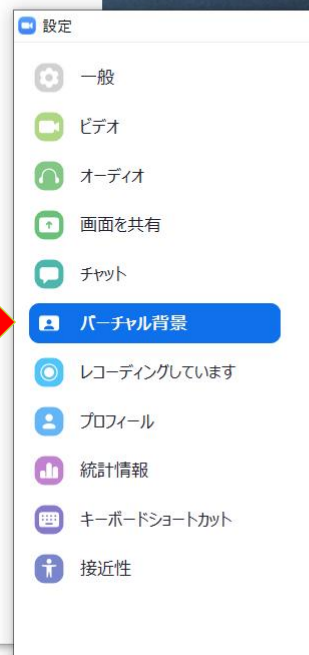 設定
一般
ビデオ
オーディオ
画面を共有
チャット
バーチャル背景
レコーディングしています
プロフィール
統計情報
キーボードショートカット
接近性